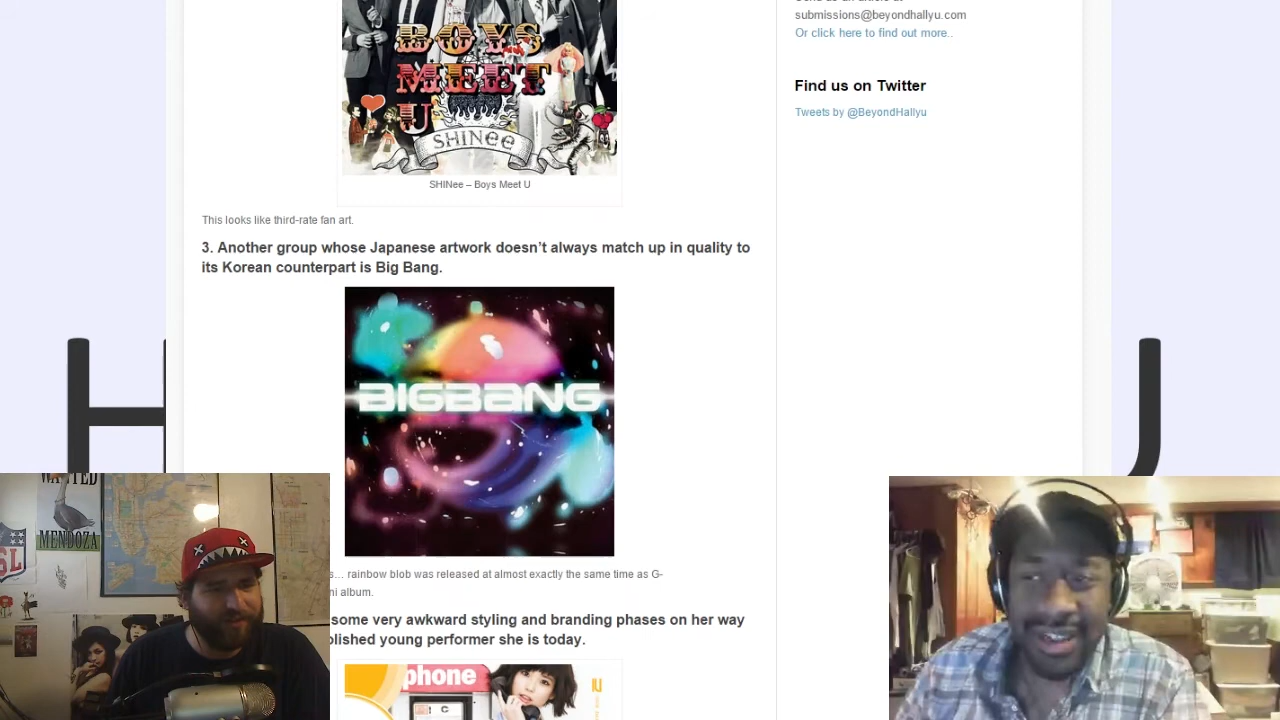 BOYS
MEET
U
SHINee
SHINee – Boys Meet U
This looks like third-rate fan art.
3. Another group whose Japanese artwork doesn't always match up in quality to
its Korean counterpart is Big Bang.
BIGBANG
s... rainbow blob was released at almost exactly the same time as G-
ni album.
some very awkward styling and branding phases on her way
olished young performer she is today.
phone
IU
submissions@beyondhallyu.com
Or click here to find out more..
Find us on Twitter
Tweets by @BeyondHallyu
H
U
WANTED
MENDOZA